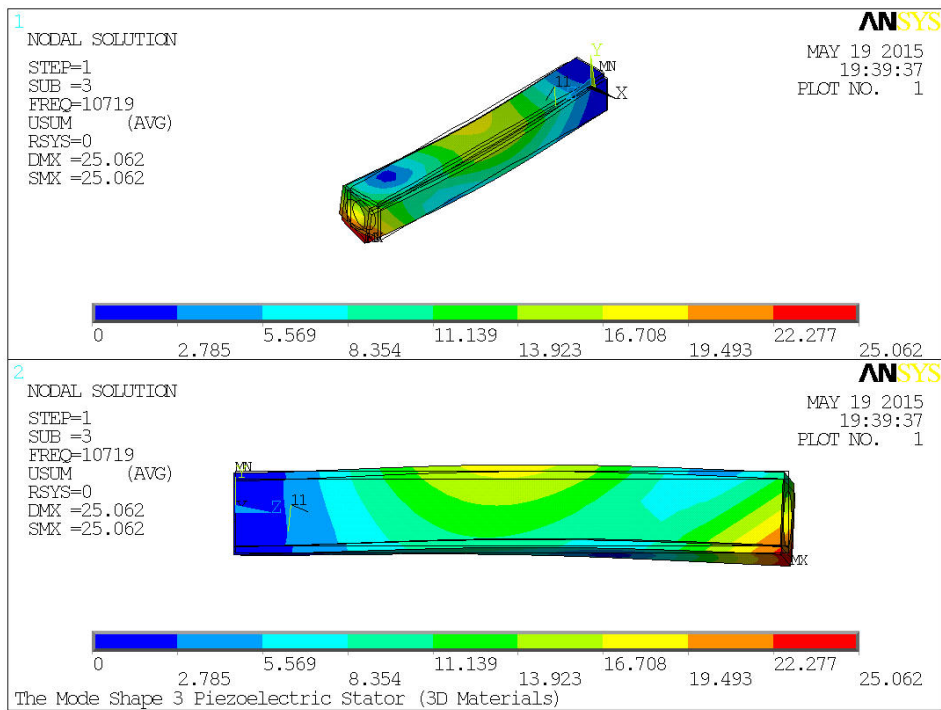 1
ANSYS
NODAL SOLUTION
MAY 19 2015
STEP=1
19:39:37
SUB =3
PLOT NO. 1
FREQ=10719
USUM (AVG)
RSYS=0
DMX =25.062
SMX =25.062
Y
MN
11
X
MX
0 5.569 11.139 16.708 22.277
2.785 8.354 13.923 19.493 25.062
2
ANSYS
NODAL SOLUTION
MAY 19 2015
STEP=1
19:39:37
SUB =3
PLOT NO. 1
FREQ=10719
USUM (AVG)
RSYS=0
DMX =25.062
SMX =25.062
MN
Z 11
MX
0 5.569 11.139 16.708 22.277
2.785 8.354 13.923 19.493 25.062
The Mode Shape 3 Piezoelectric Stator (3D Materials)